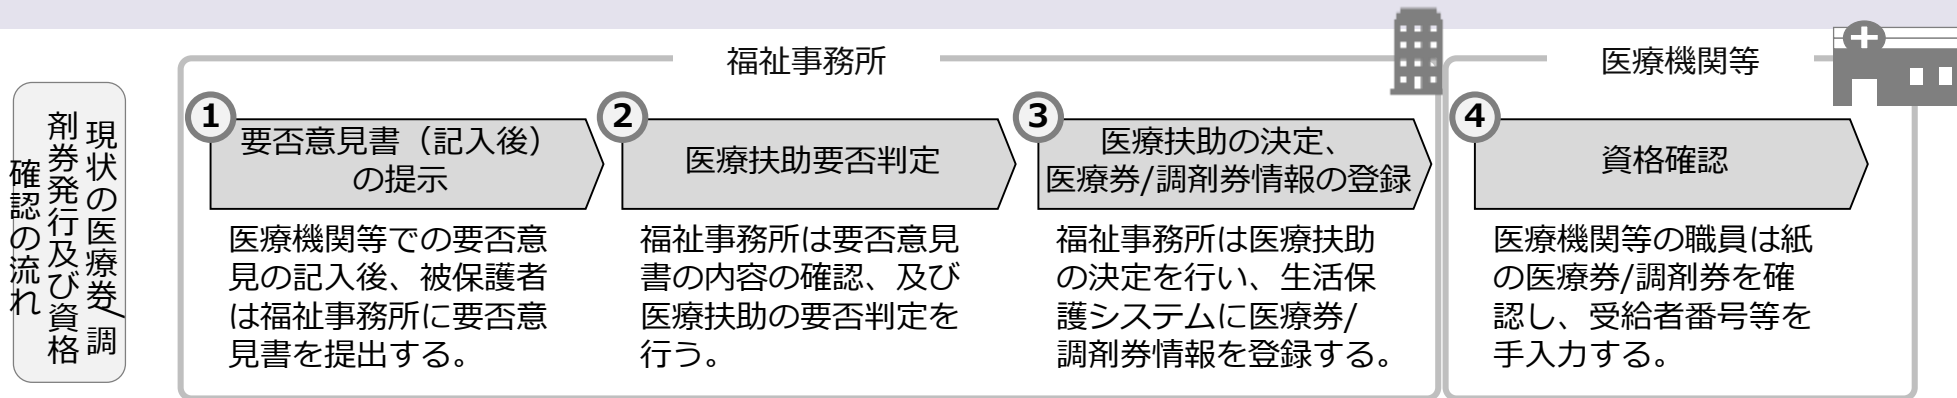 現状の医療券/調
剤券発行及び資格
確認の流れ
福祉事務所
医療機関等
1
要否意見書（記入後）
の提示
医療機関等での要否意
見の記入後、被保護者
は福祉事務所に要否意
見書を提出する。
2
医療扶助要否判定
福祉事務所は要否意見
書の内容の確認、及び
医療扶助の要否判定を
行う。
3
医療扶助の決定、
医療券/調剤券情報の登録
福祉事務所は医療扶助
の決定を行い、生活保
護システムに医療券/
調剤券情報を登録する。
4
資格確認
医療機関等の職員は紙
の医療券/調剤券を確
認し、受給者番号等を
手入力する。